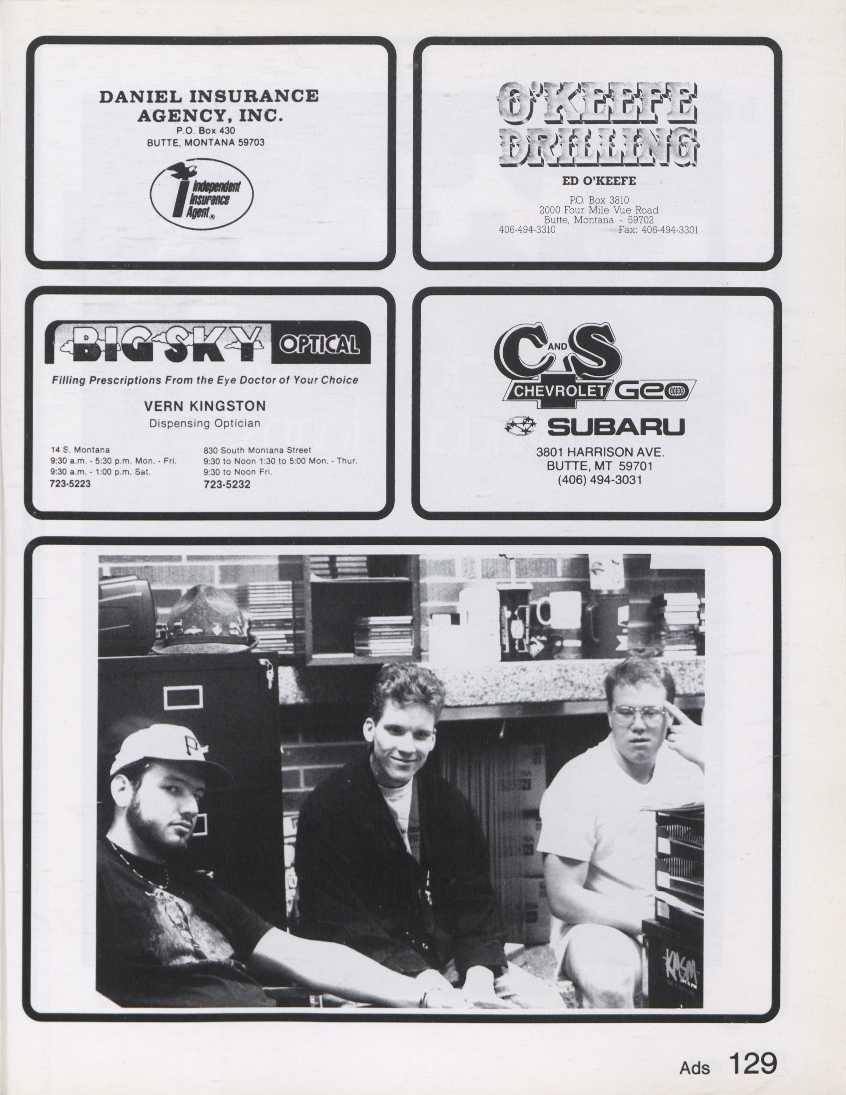 DANIEL INSURANCE
AGENCY, INC.
P.O. Box 430
BUTTE, MONTANA 59703
Independent
Insurance
Agent®
O'KEEFE
DRILLING
ED O'KEEFE
P.O. Box 3810
2000 Four Mile Vue Road
Butte, Montana - 59702
406-494-3310 Fax: 406-494-3301
BIG SKY OPTICAL
Filling Prescriptions From the Eye Doctor of Your Choice
VERN KINGSTON
Dispensing Optician
14 S. Montana
9:30 a.m. - 5:30 p.m. Mon. - Fri.
9:30 a.m. - 1:00 p.m. Sat.
723-5223
830 South Montana Street
9:30 to Noon 1:30 to 5:00 Mon. - Thur.
9:30 to Noon Fri.
723-5232
C AND S
CHEVROLET Geo
SUBARU
3801 HARRISON AVE.
BUTTE, MT 59701
(406) 494-3031
P
KASM
Ads 129